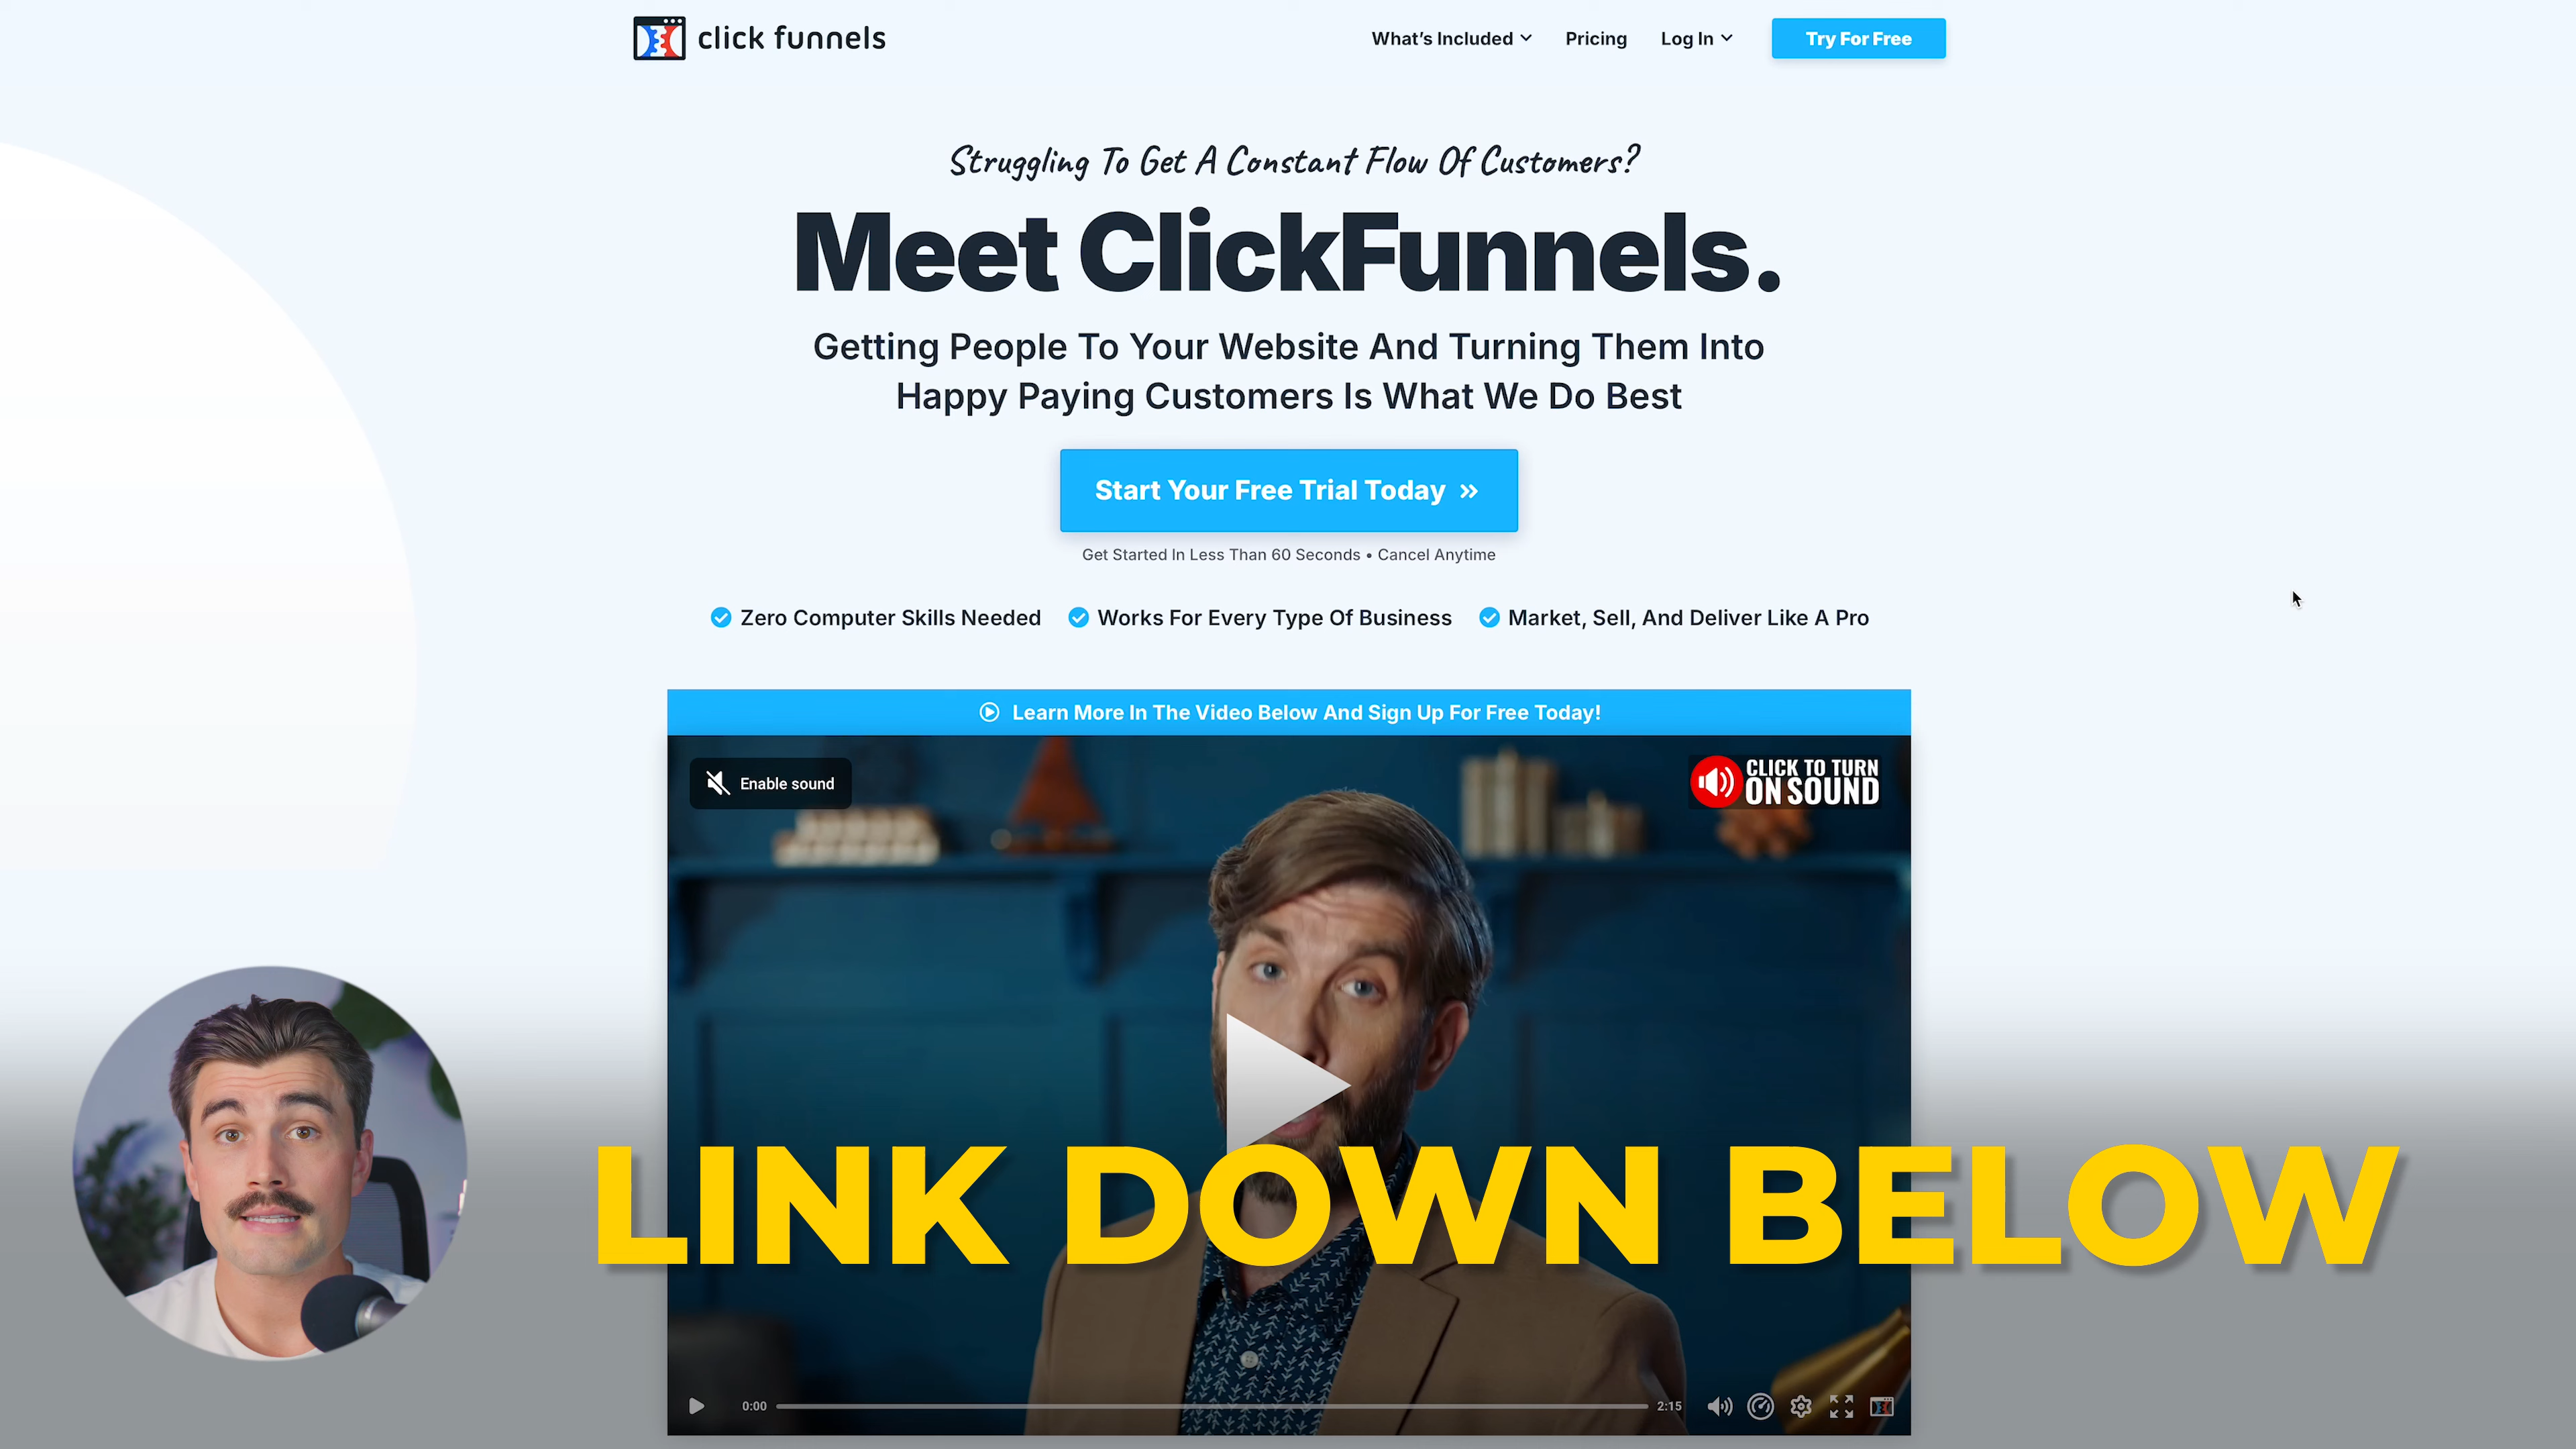 click funnels
What's Included
Pricing
Log In
Try For Free
Struggling To Get A Constant Flow Of Customers?
Meet ClickFunnels.
Getting People To Your Website And Turning Them Into
Happy Paying Customers Is What We Do Best
Start Your Free Trial Today »
Get Started In Less Than 60 Seconds • Cancel Anytime
Zero Computer Skills Needed
Works For Every Type Of Business
Market, Sell, And Deliver Like A Pro
Learn More In The Video Below And Sign Up For Free Today!
Enable sound
CLICK TO TURN
ON SOUND
LINK DOWN BELOW
0:00
2:15